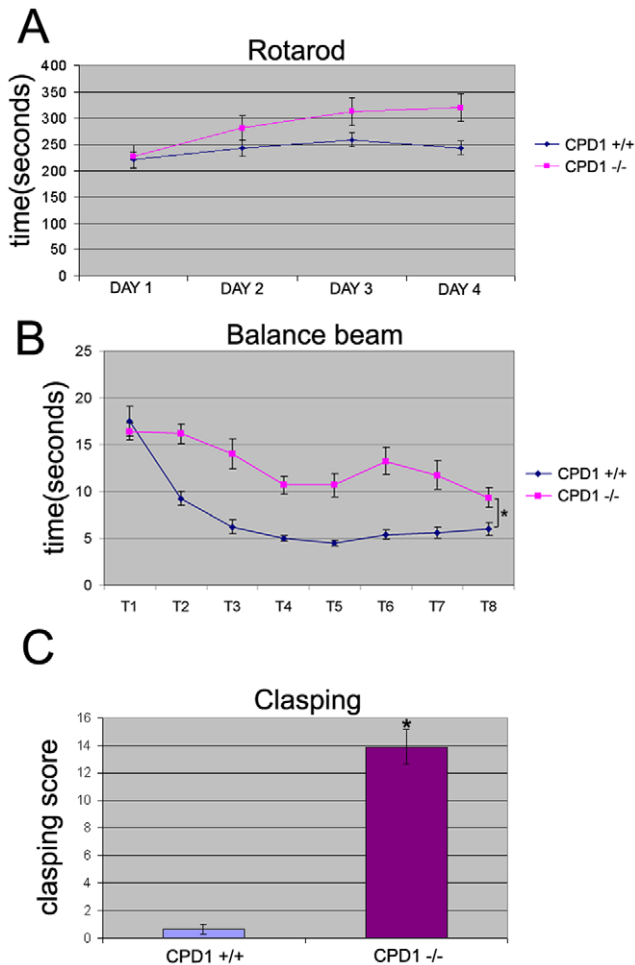 A
Rotarod
time(seconds)
400
350
300
250
200
150
100
50
0
DAY 1 DAY 2 DAY 3 DAY 4
CPD1 +/+
CPD1 -/-
B
Balance beam
time(seconds)
25
20
15
10
5
0
T1 T2 T3 T4 T5 T6 T7 T8
CPD1 +/+
CPD1 -/-
*
C
Clasping
clasping score
16
14
12
10
8
6
4
2
0
*
CPD1 +/+ CPD1 -/-